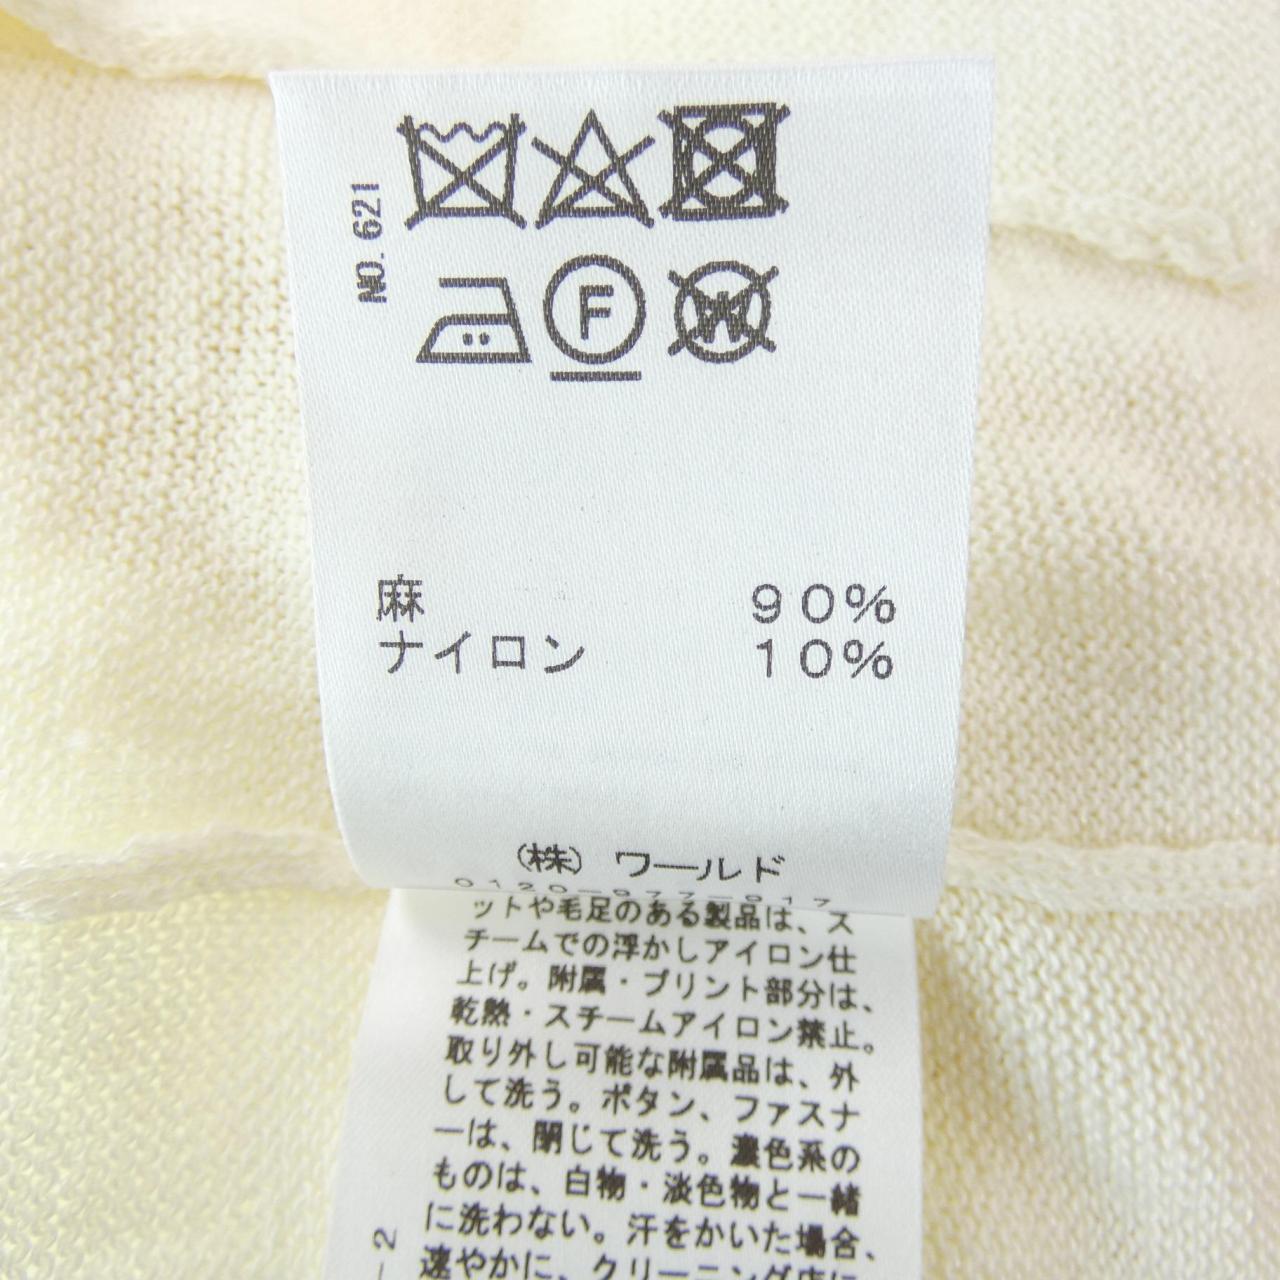 NO. 621
F
W
麻 90%
ナイロン 10%
(株) ワールド
0120-977-017
ットや毛足のある製品は、ス
チームでの浮かしアイロン仕
上げ。附属・プリント部分は、
乾熱・スチームアイロン禁止。
取り外し可能な附属品は、外
して洗う。ボタン、ファスナ
ーは、閉じて洗う。濃色系の
ものは、白物・淡色物と一緒
に洗わない。汗をかいた場合、
速やかに、クリーニング店に
-2